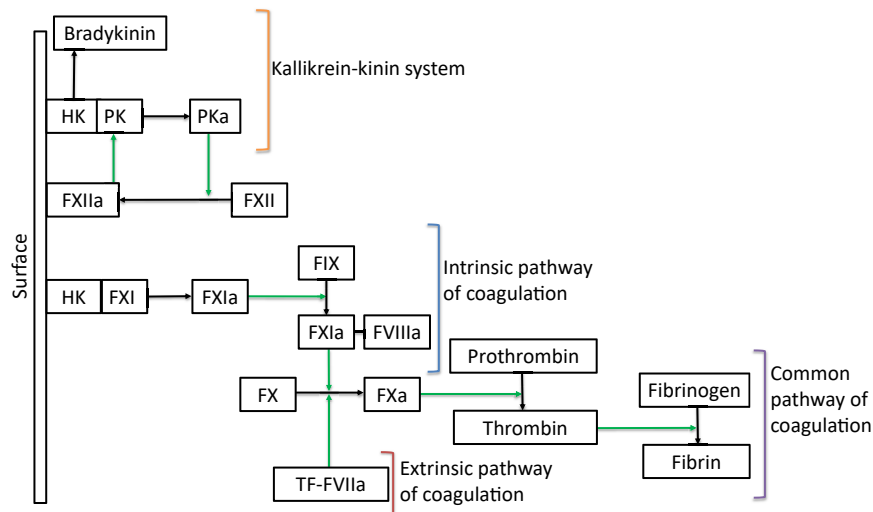 Bradykinin
Kallikrein-kinin system
HK
PK
PKa
FXIIa
FXII
Surface
FIX
Intrinsic pathway
of coagulation
HK
FXI
FXIa
FXIa
FVIIIa
Prothrombin
FX
FXa
Fibrinogen
Common
pathway of
coagulation
Thrombin
Fibrin
TF-FVIIa
Extrinsic pathway
of coagulation